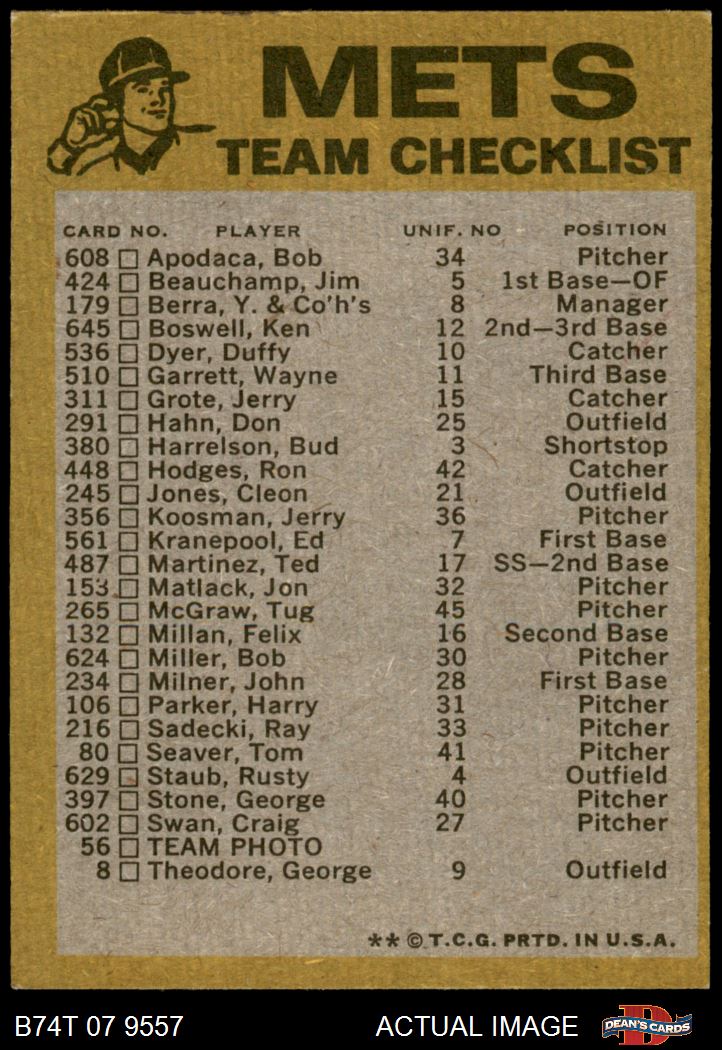 METS
TEAM CHECKLIST
CARD NO. PLAYER UNIF. NO POSITION
608 Apodaca, Bob 34 Pitcher
424 Beauchamp, Jim 5 1st Base—OF
179 Berra, Y. & Co'h's 8 Manager
645 Boswell, Ken 12 2nd—3rd Base
536 Dyer, Duffy 10 Catcher
510 Garrett, Wayne 11 Third Base
311 Grote, Jerry 15 Catcher
291 Hahn, Don 25 Outfield
380 Harrelson, Bud 3 Shortstop
448 Hodges, Ron 42 Catcher
245 Jones, Cleon 21 Outfield
356 Koosman, Jerry 36 Pitcher
561 Kranepool, Ed 7 First Base
487 Martinez, Ted 17 SS—2nd Base
153 Matlack, Jon 32 Pitcher
265 McGraw, Tug 45 Pitcher
132 Millan, Felix 16 Second Base
624 Miller, Bob 30 Pitcher
234 Milner, John 28 First Base
106 Parker, Harry 31 Pitcher
216 Sadecki, Ray 33 Pitcher
80 Seaver, Tom 41 Pitcher
629 Staub, Rusty 4 Outfield
397 Stone, George 40 Pitcher
602 Swan, Craig 27 Pitcher
56 TEAM PHOTO
8 Theodore, George 9 Outfield
** © T.C.G. PRTD. IN U.S.A.
B74T 07 9557 ACTUAL IMAGE DEAN'S CARDS